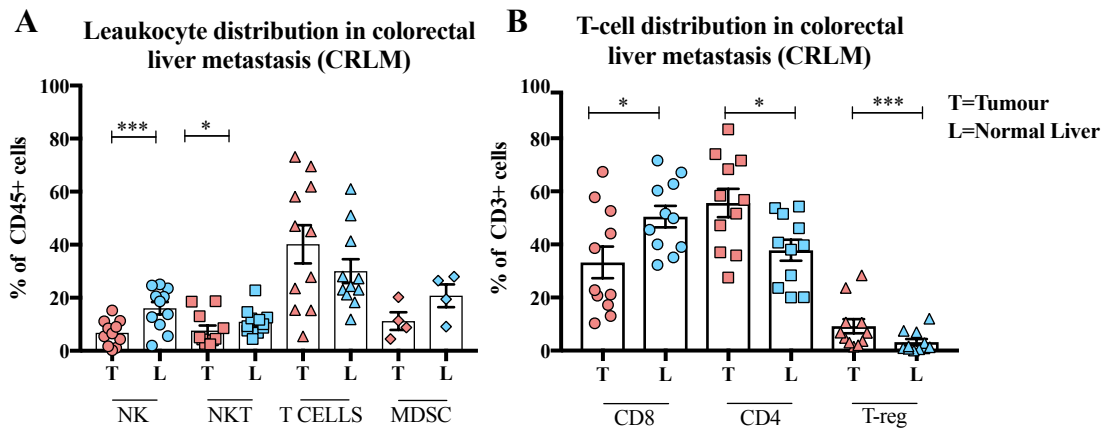 A
Leaukocyte distribution in colorectal
liver metastasis (CRLM)
% of CD45+ cells
100
80
60
40
20
0
***
*
T L T L T L T L
NK NKT T CELLS MDSC
B
T-cell distribution in colorectal
liver metastasis (CRLM)
% of CD3+ cells
100
80
60
40
20
0
* * ***
T L T L T L
CD8 CD4 T-reg
T=Tumour
L=Normal Liver